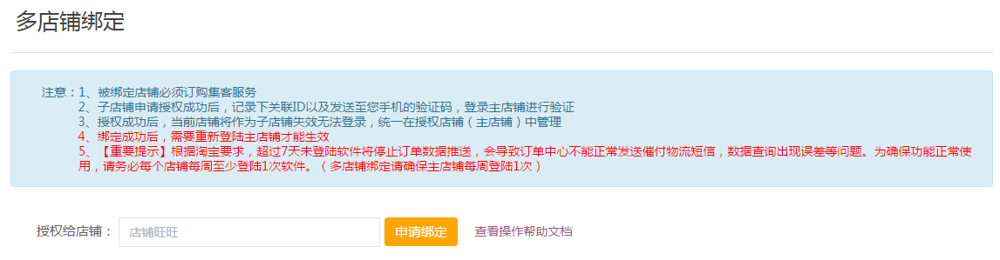 多店铺绑定
注意：1、被绑定店铺必须订购集客服务
2、子店铺申请授权成功后，记录下关联ID以及发送至您手机的验证码，登录主店铺进行验证
3、授权成功后，当前店铺将作为子店铺失效无法登录，统一在授权店铺（主店铺）中管理
4、绑定成功后，需要重新登陆主店铺才能生效
5、【重要提示】根据淘宝要求，超过7天未登陆软件将停止订单数据推送，会导致订单中心不能正常发送催付物流短信，数据查询出现误差等问题。为确保功能正常使
用，请务必每个店铺每周至少登陆1次软件。（多店铺绑定请确保主店铺每周登陆1次）
授权给店铺： 店铺旺旺 申请绑定 查看操作帮助文档